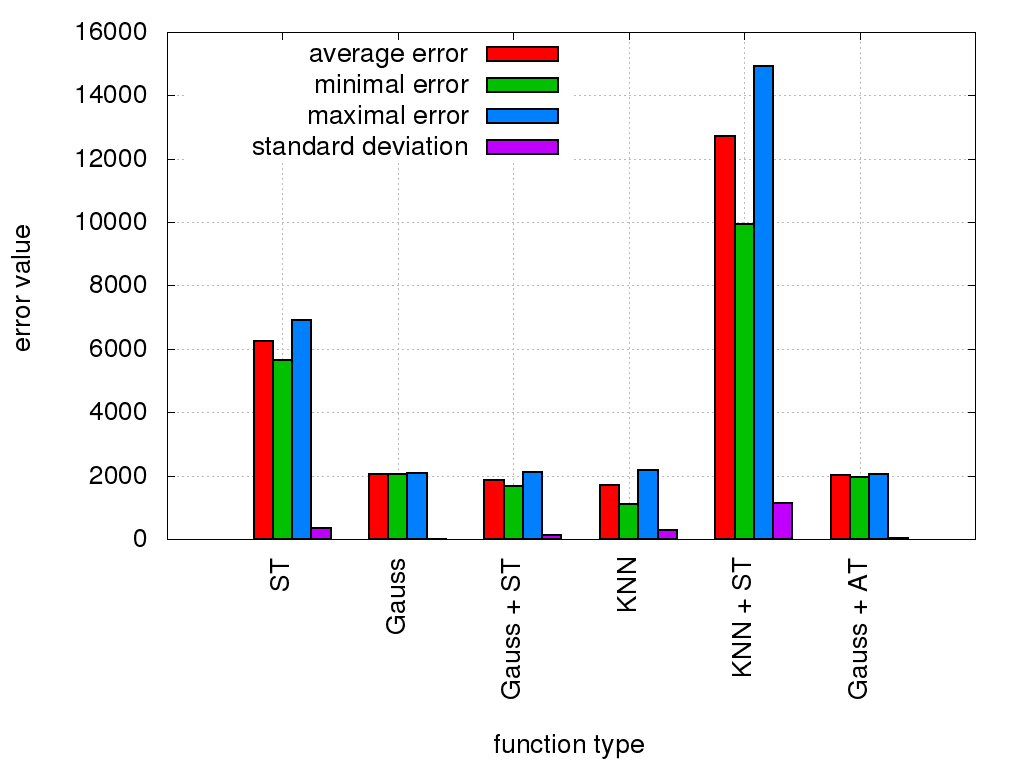 16000
14000
12000
10000
8000
6000
4000
2000
0
error value
average error
minimal error
maximal error
standard deviation
ST
Gauss
Gauss + ST
KNN
KNN + ST
Gauss + AT
function type